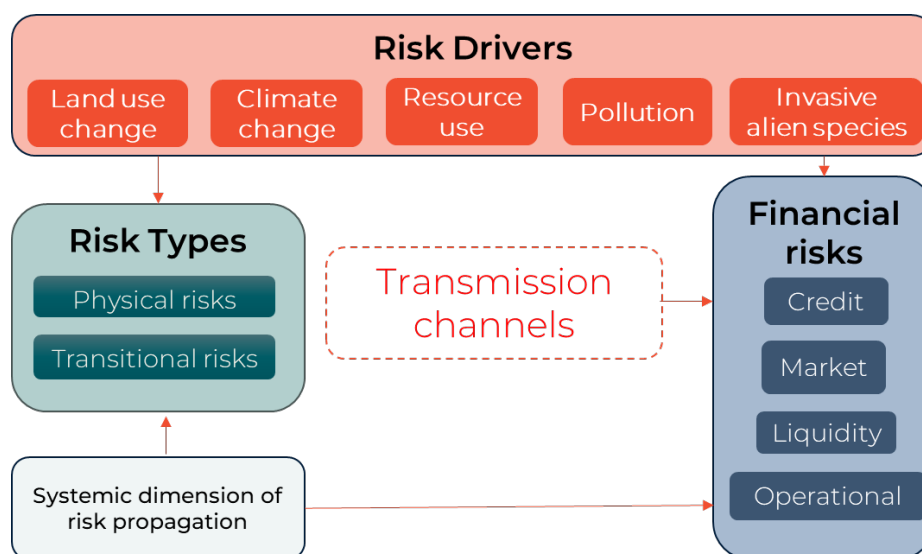 Risk Drivers
Land use
change
Climate
change
Resource
use
Pollution
Invasive
alien species
Risk Types
Physical risks
Transitional risks
Transmission
channels
Financial
risks
Credit
Market
Liquidity
Operational
Systemic dimension of
risk propagation